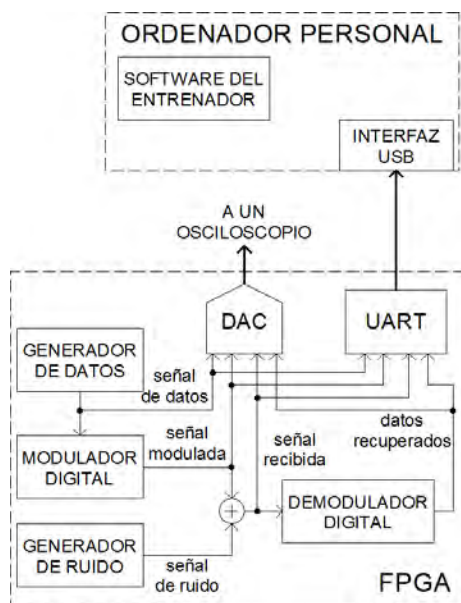 ORDENADOR PERSONAL
SOFTWARE DEL
ENTRENADOR
INTERFAZ
USB
A UN
OSCILOSCOPIO
DAC
UART
GENERADOR
DE DATOS
señal
de datos
MODULADOR
DIGITAL
señal
modulada
señal
recibida
datos
recuperados
DEMODULADOR
DIGITAL
GENERADOR
DE RUIDO
señal
de ruido
FPGA